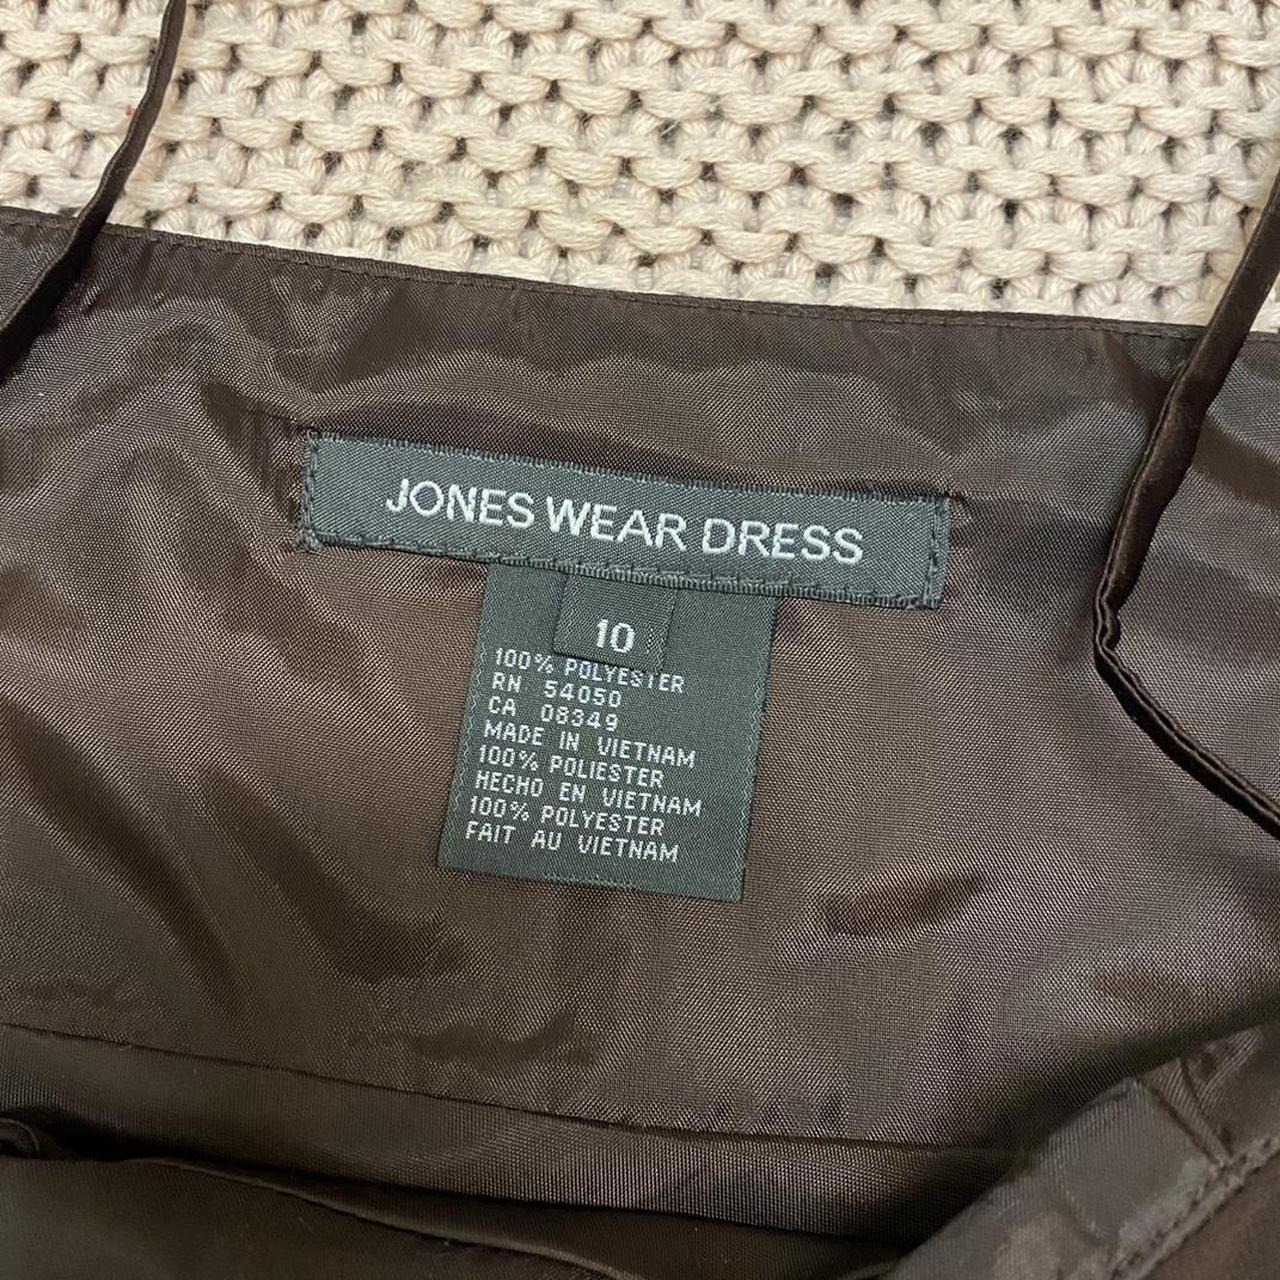 JONES WEAR DRESS
10
100% POLYESTER
RN 54050
CA 08349
MADE IN VIETNAM
100% POLIESTER
HECHO EN VIETNAM
100% POLYESTER
FAIT AU VIETNAM